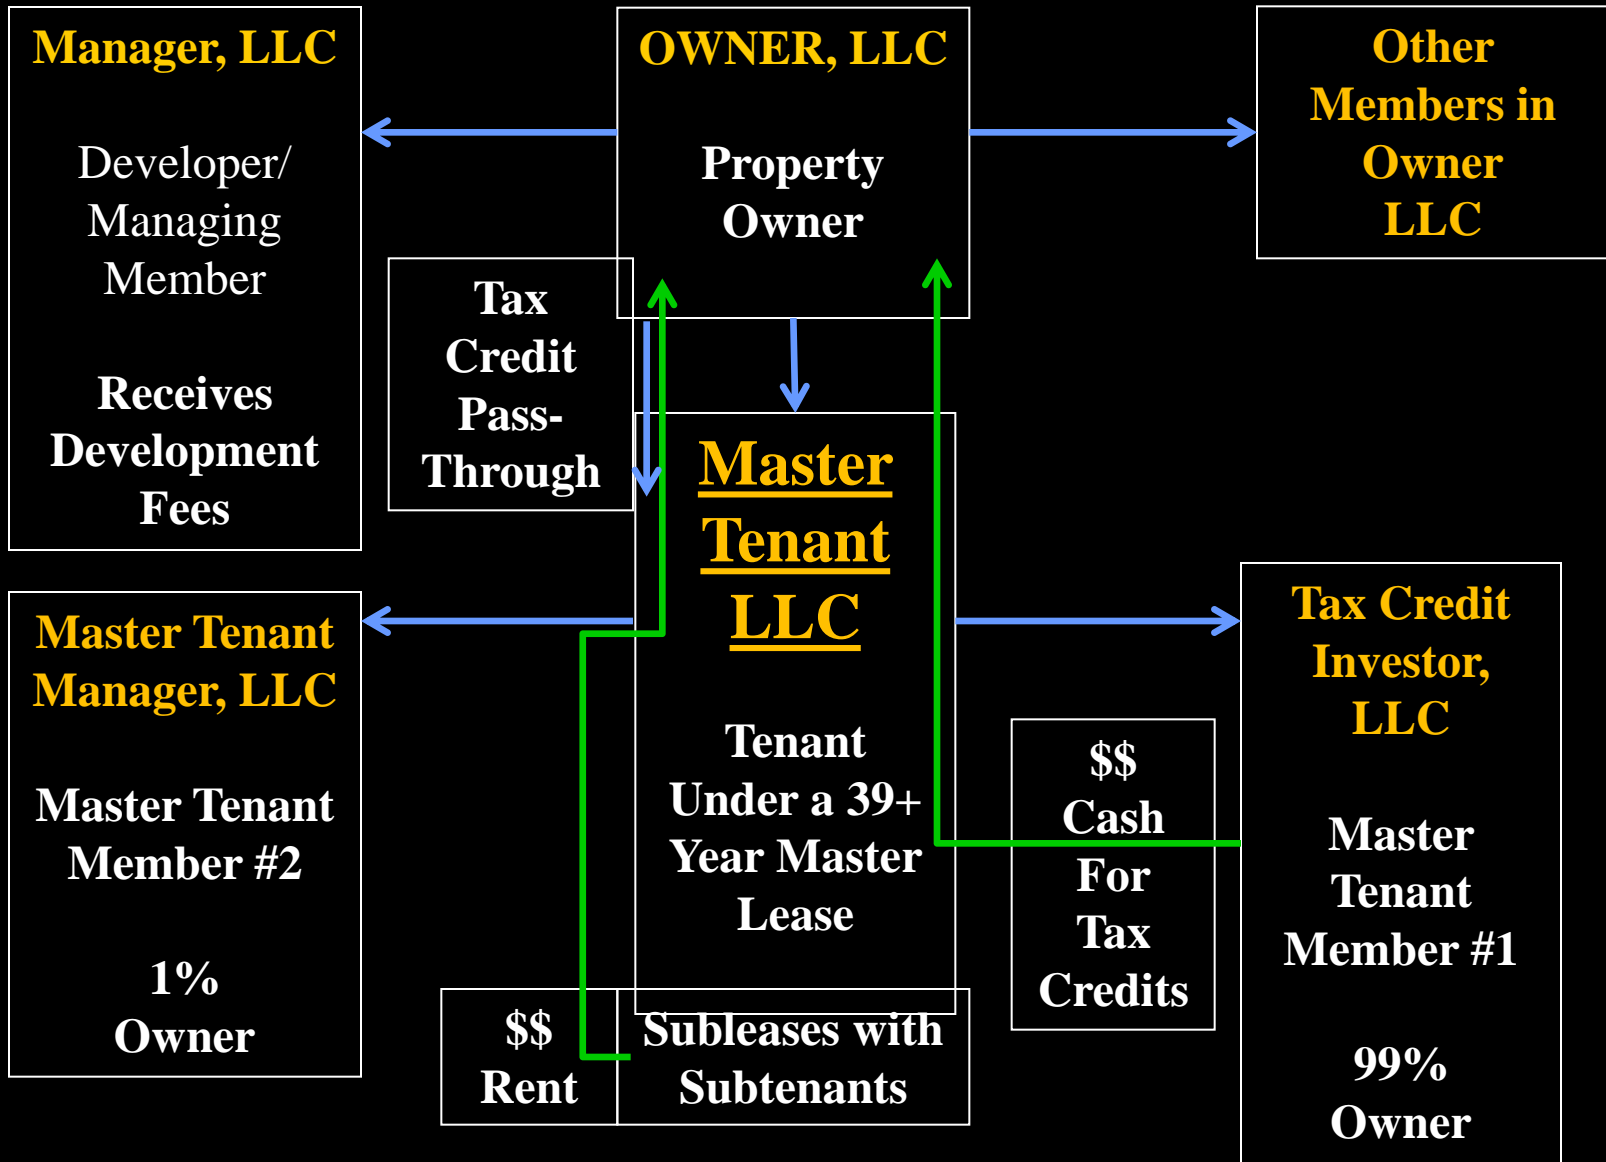 Manager, LLC
Developer/
Managing
Member
Receives
Development
Fees
OWNER, LLC
Property
Owner
Other
Members in
Owner
LLC
Tax
Credit
Pass-
Through
Master
Tenant
LLC
Tenant
Under a 39+
Year Master
Lease
Master Tenant
Manager, LLC
Master Tenant
Member #2
1%
Owner
$$
Rent
Subleases with
Subtenants
$$
Cash
For
Tax
Credits
Tax Credit
Investor,
LLC
Master
Tenant
Member #1
99%
Owner